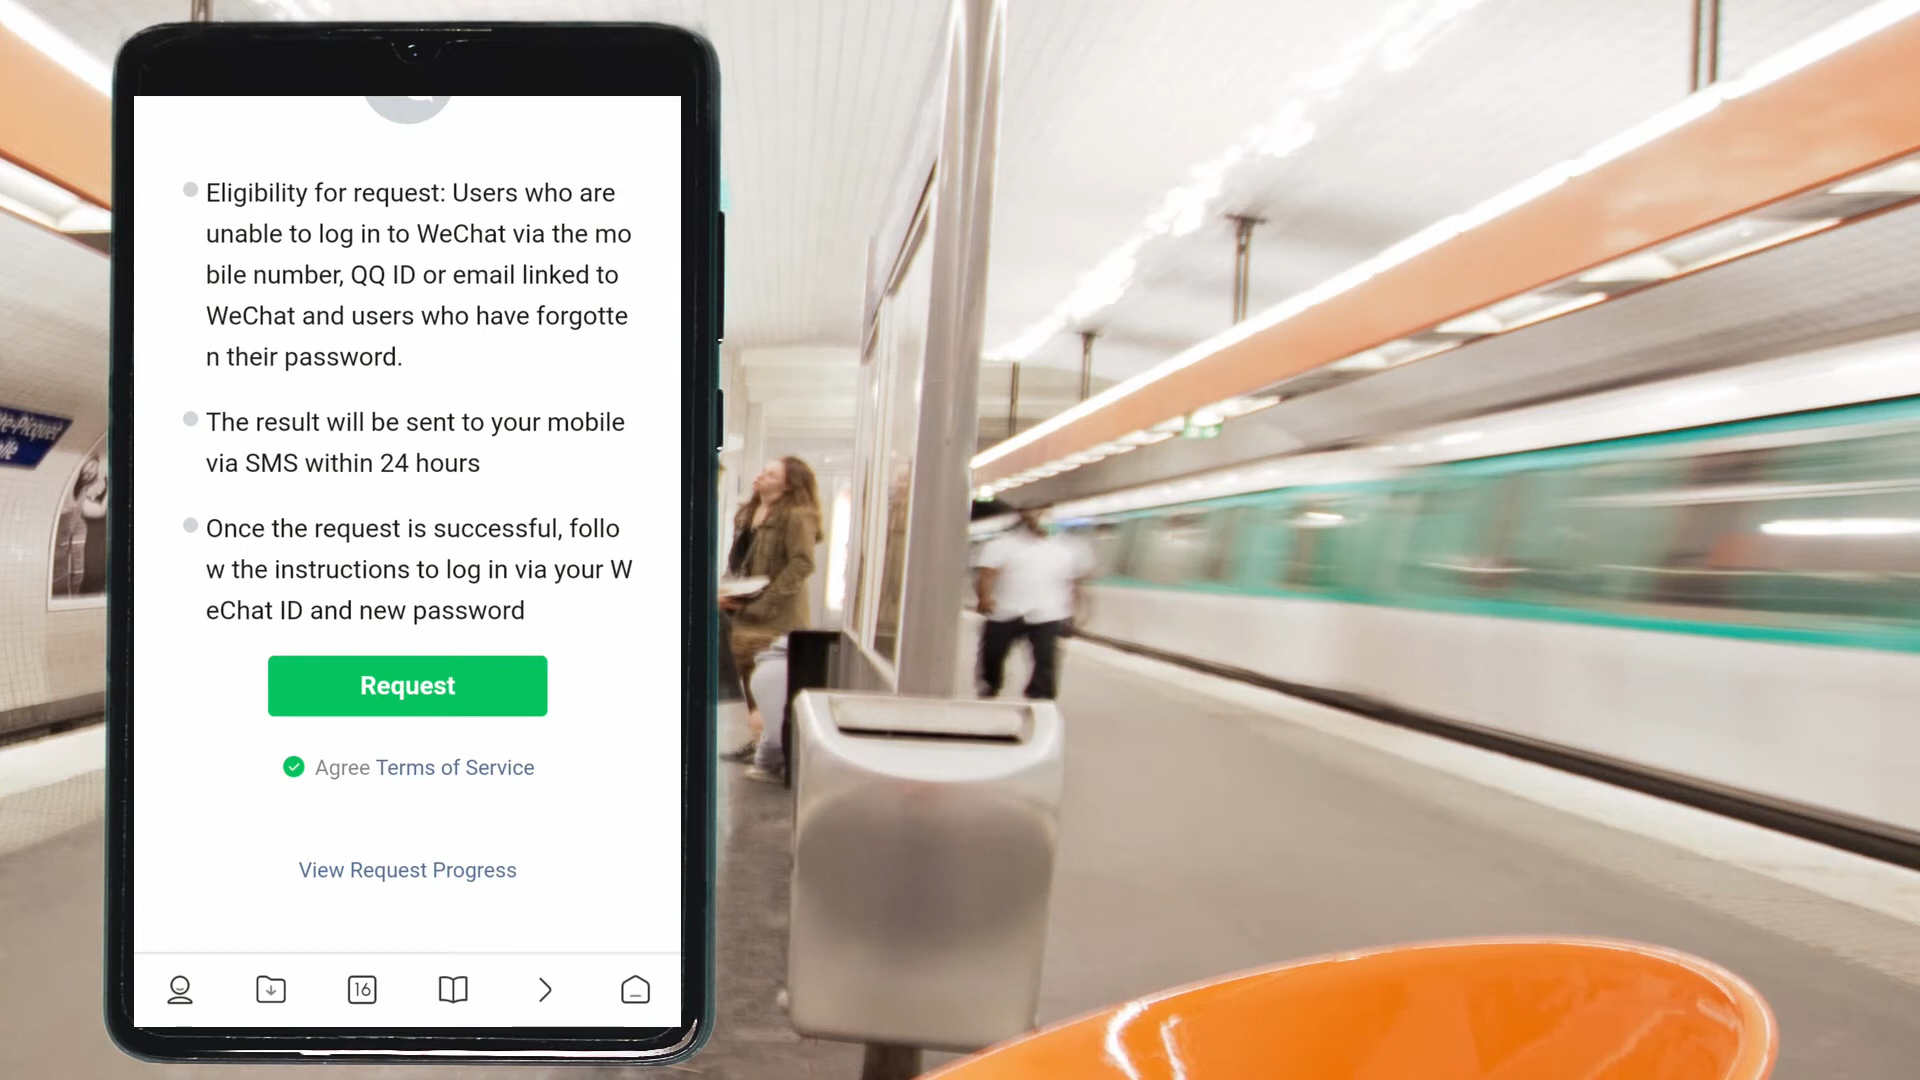 Eligibility for request: Users who are
unable to log in to WeChat via the mo
bile number, QQ ID or email linked to
WeChat and users who have forgotte
n their password.
The result will be sent to your mobile
via SMS within 24 hours
Once the request is successful, follo
w the instructions to log in via your W
eChat ID and new password
Request
Agree Terms of Service
View Request Progress
16